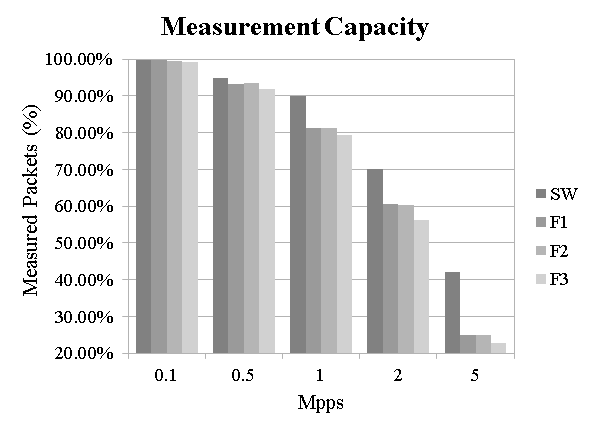 Measurement Capacity
100.00%
90.00%
80.00%
70.00%
60.00%
50.00%
40.00%
30.00%
20.00%
Measured Packets (%)
0.1 0.5 1 2 5
Mpps
SW
F1
F2
F3